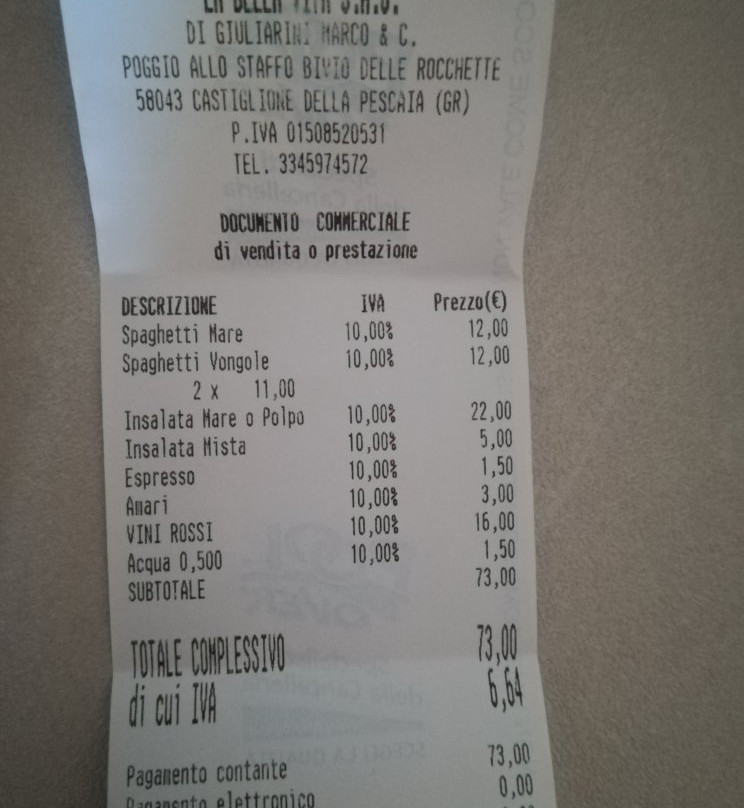 DI GIULIARINI MARCO & C.
POGGIO ALLO STAFFO BIVIO DELLE ROCCHETTE
58043 CASTIGLIONE DELLA PESCAIA (GR)
P.IVA 01508520531
TEL. 3345974572
DOCUMENTO COMMERCIALE
di vendita o prestazione
DESCRIZIONE IVA Prezzo(€)
Spaghetti Mare 10,00% 12,00
Spaghetti Vongole 10,00% 12,00
2 x 11,00
Insalata Mare o Polpo 10,00% 22,00
Insalata Mista 10,00% 5,00
Espresso 10,00% 1,50
Amari 10,00% 3,00
VINI ROSSI 10,00% 16,00
Acqua 0,500 10,00% 1,50
SUBTOTALE 73,00
TOTALE COMPLESSIVO 73,00
di cui IVA 6,64
Pagamento contante 73,00
Pagamento elettronico 0,00